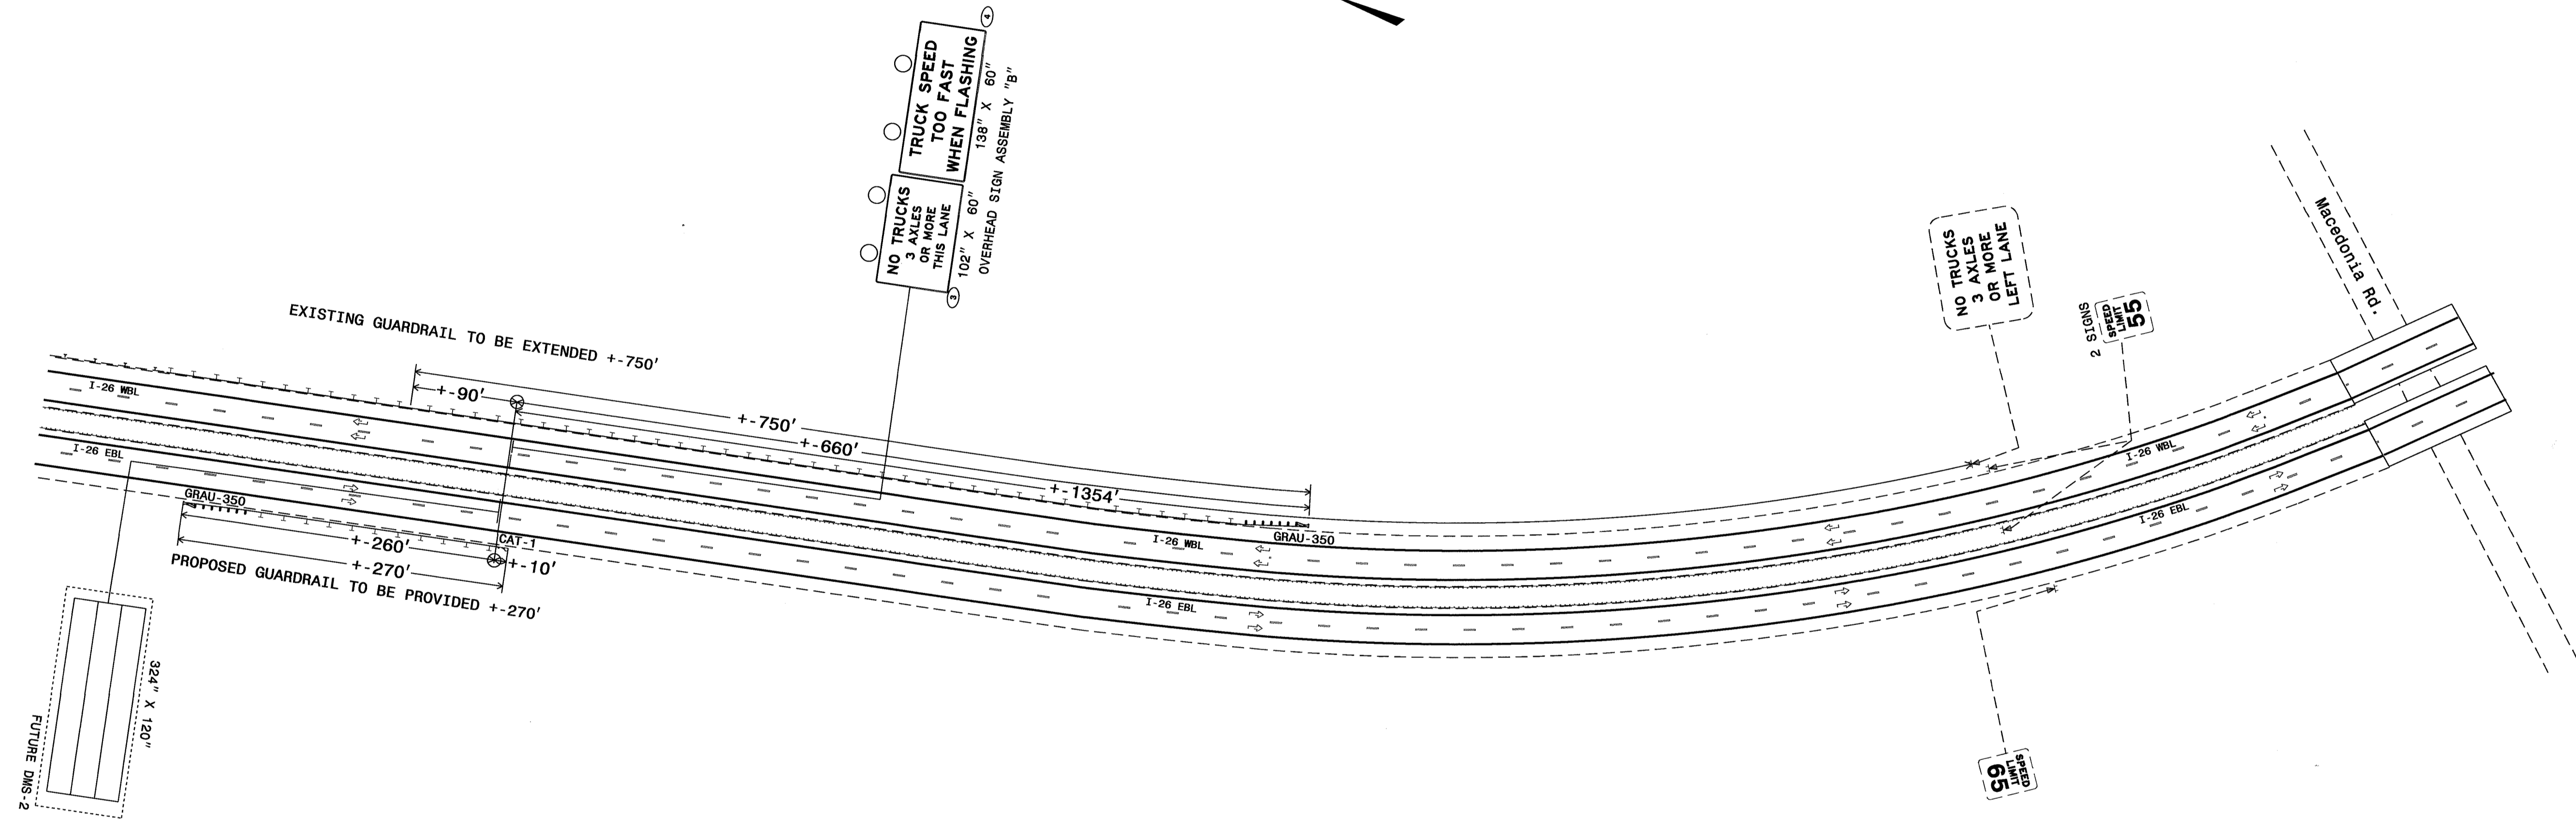 4
TRUCK SPEED
TOO FAST
WHEN FLASHING
138" X 60"
NO TRUCKS
3 AXLES
OR MORE
THIS LANE
102" X 60"
3
OVERHEAD SIGN ASSEMBLY "B"
EXISTING GUARDRAIL TO BE EXTENDED +-750'
+-90'
+-750'
+-660'
+-1354'
I-26 WBL
I-26 EBL
GRAU-350
CAT-1
+-260'
+-270'
+-10'
PROPOSED GUARDRAIL TO BE PROVIDED +-270'
324" X 120"
FUTURE DMS-2
I-26 WBL
GRAU-350
I-26 EBL
NO TRUCKS
3 AXLES
OR MORE
LEFT LANE
2 SIGNS
SPEED
LIMIT
55
Macedonia Rd.
I-26 WBL
I-26 EBL
SPEED
LIMIT
65